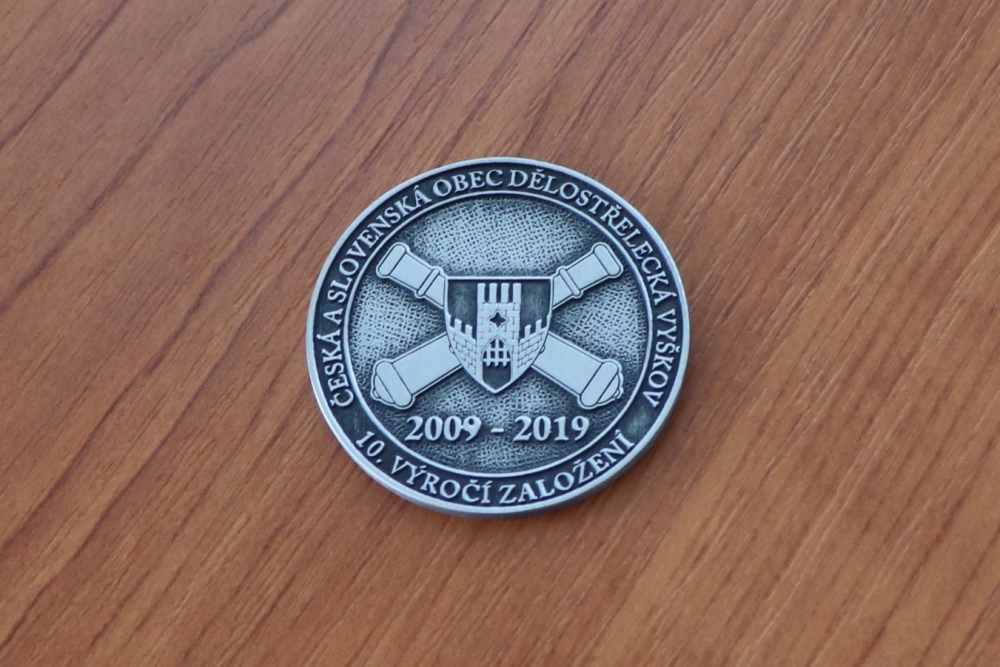 ČESKÁ A SLOVENSKÁ OBEC DĚLOSTŘELECKÁ VYŠKOV
2009 - 2019
10. VÝROČÍ ZALOŽENÍ